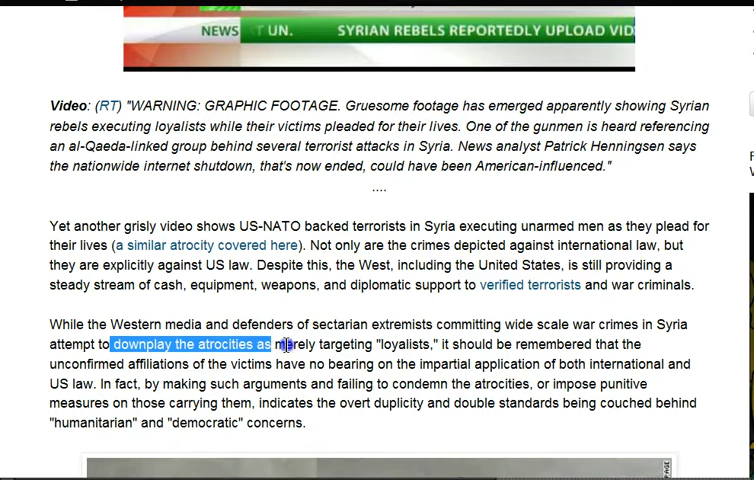 NEWS
T UN. SYRIAN REBELS REPORTEDLY UPLOAD VID
Video: (RT) "WARNING: GRAPHIC FOOTAGE. Gruesome footage has emerged apparently showing Syrian
rebels executing loyalists while their victims pleaded for their lives. One of the gunmen is heard referencing
an al-Qaeda-linked group behind several terrorist attacks in Syria. News analyst Patrick Henningsen says
the nationwide internet shutdown, that's now ended, could have been American-influenced."
....
Yet another grisly video shows US-NATO backed terrorists in Syria executing unarmed men as they plead for
their lives (a similar atrocity covered here). Not only are the crimes depicted against international law, but
they are explicitly against US law. Despite this, the West, including the United States, is still providing a
steady stream of cash, equipment, weapons, and diplomatic support to verified terrorists and war criminals.
While the Western media and defenders of sectarian extremists committing wide scale war crimes in Syria
attempt to downplay the atrocities as merely targeting "loyalists," it should be remembered that the
unconfirmed affiliations of the victims have no bearing on the impartial application of both international and
US law. In fact, by making such arguments and failing to condemn the atrocities, or impose punitive
measures on those carrying them, indicates the overt duplicity and double standards being couched behind
"humanitarian" and "democratic" concerns.
PAGE